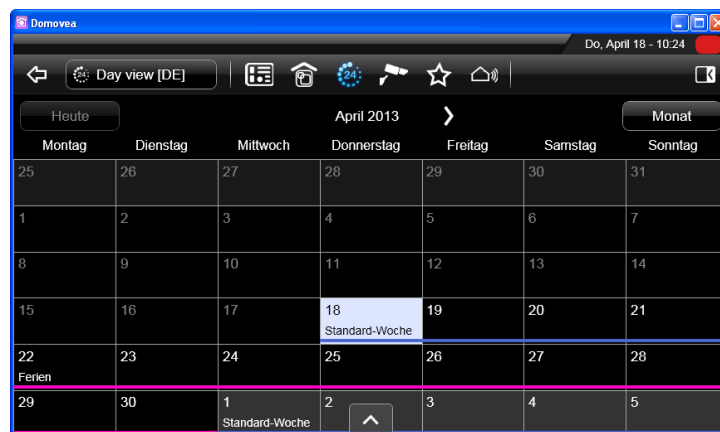 Domovea
Do, April 18 - 10:24
24: Day view [DE] 24:
Heute April 2013 Monat
Montag Dienstag Mittwoch Donnerstag Freitag Samstag Sonntag
25 26 27 28 29 30 31
1 2 3 4 5 6 7
8 9 10 11 12 13 14
15 16 17 18 19 20 21
Standard-Woche
22 23 24 25 26 27 28
Ferien
29 30 1 2 3 4 5
Standard-Woche